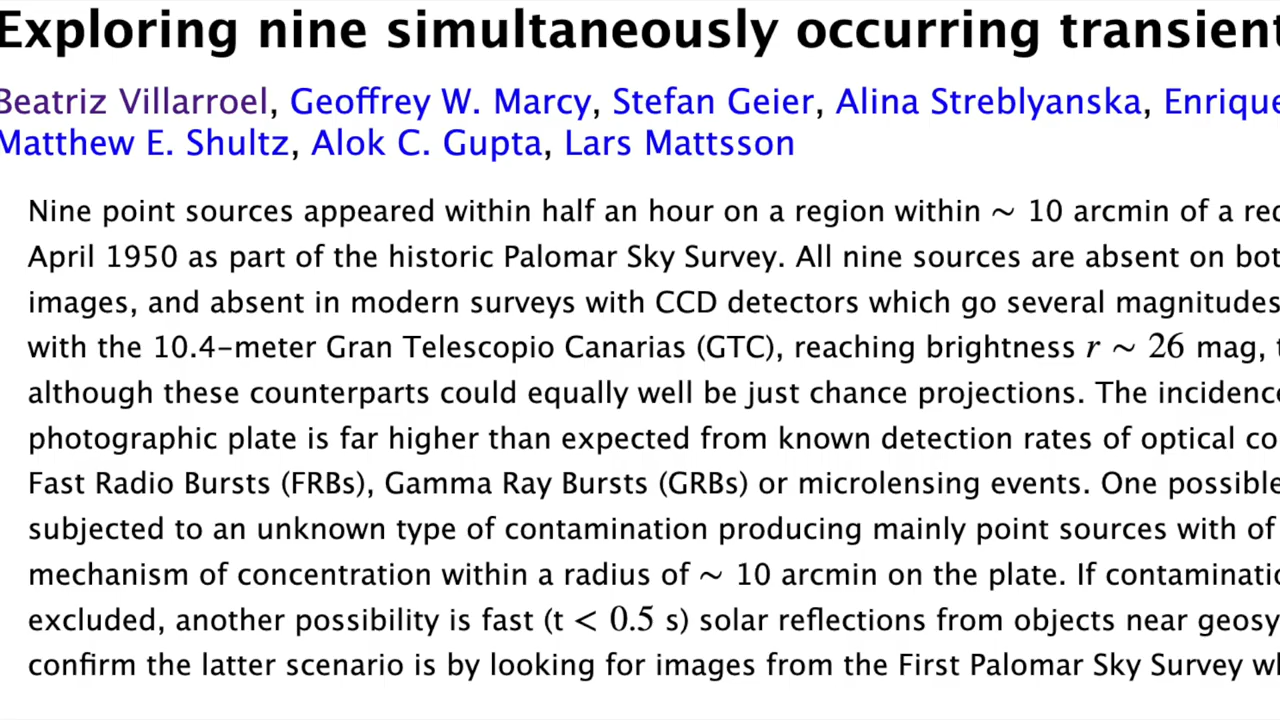 Exploring nine simultaneously occurring transient
Beatriz Villarroel, Geoffrey W. Marcy, Stefan Geier, Alina Streblyanska, Enrique
Matthew E. Shultz, Alok C. Gupta, Lars Mattsson
Nine point sources appeared within half an hour on a region within ∼ 10 arcmin of a red
April 1950 as part of the historic Palomar Sky Survey. All nine sources are absent on bot
images, and absent in modern surveys with CCD detectors which go several magnitudes
with the 10.4-meter Gran Telescopio Canarias (GTC), reaching brightness r ∼ 26 mag,
although these counterparts could equally well be just chance projections. The incidenc
photographic plate is far higher than expected from known detection rates of optical co
Fast Radio Bursts (FRBs), Gamma Ray Bursts (GRBs) or microlensing events. One possible
subjected to an unknown type of contamination producing mainly point sources with of
mechanism of concentration within a radius of ∼ 10 arcmin on the plate. If contaminatio
excluded, another possibility is fast (t < 0.5 s) solar reflections from objects near geosy
confirm the latter scenario is by looking for images from the First Palomar Sky Survey wh